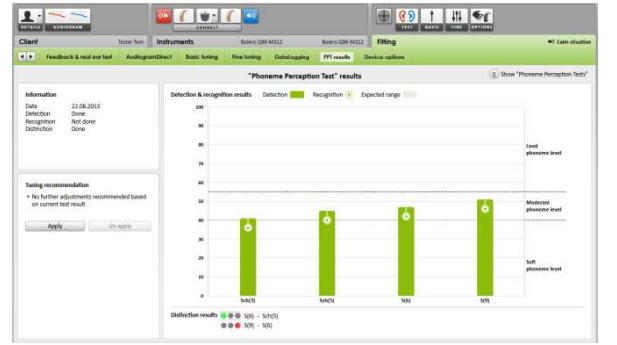 DETAILS AUDIOGRAM CONNECT TEST BASIC FINE OPTIONS
Client Tester Tom Instruments Bolero Q90-M312 Bolero Q90-M312 Fitting Calm situation
Feedback & real ear test AudiogramDirect Basic tuning Fine tuning DataLogging PPT results Device options
"Phoneme Perception Test" results
Show "Phoneme Perception Tests"
Information
Date 22.08.2013
Detection Done
Recognition Not done
Distinction Done
Tuning recommendation
• No further adjustments recommended based
on current test result
Apply Un-apply
Detection & recognition results Detection Recognition Expected range
100
90
80
70
60
50
40
30
20
10
0
Loud
phoneme level
Moderate
phoneme level
Soft
phoneme level
Sch(3) Sch(5) S(6) S(9)
Distinction results S(6) - Sch(5)
S(9) - S(6)